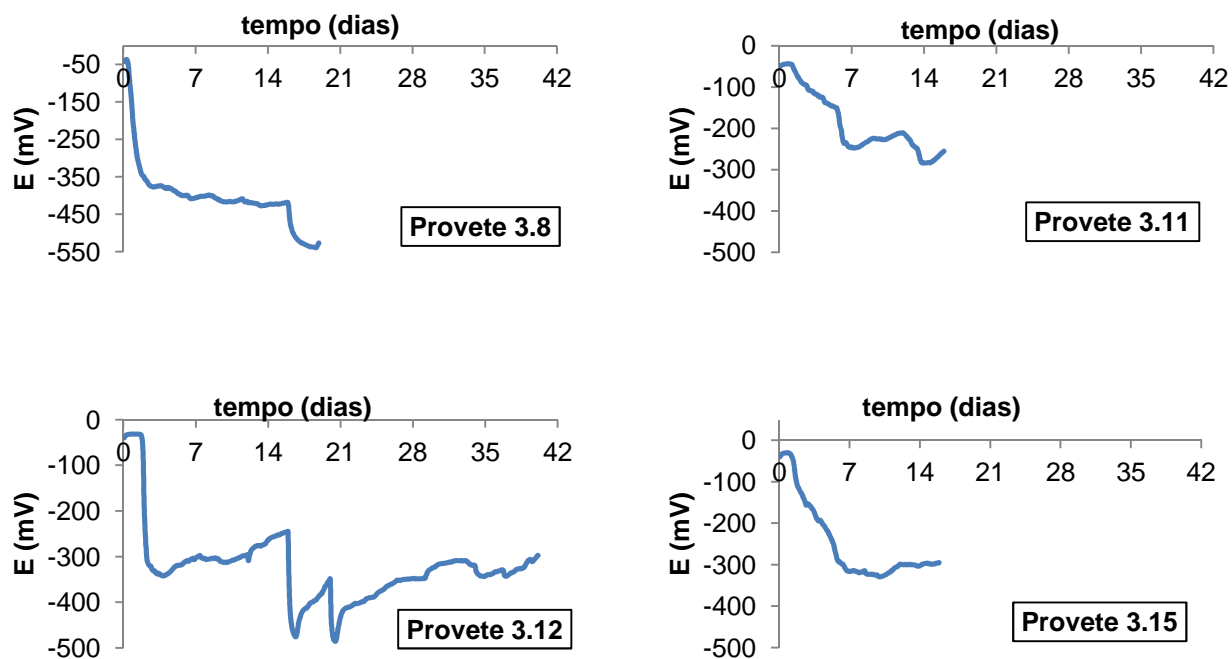 tempo (dias)
-50
0 7 14 21 28 35 42
-150
-250
-350
-450
-550
E (mV)
Provete 3.8
tempo (dias)
0
0 7 14 21 28 35 42
-100
-200
-300
-400
-500
E (mV)
Provete 3.11
tempo (dias)
0
0 7 14 21 28 35 42
-100
-200
-300
-400
-500
E (mV)
Provete 3.12
tempo (dias)
0
0 7 14 21 28 35 42
-100
-200
-300
-400
-500
E (mV)
Provete 3.15